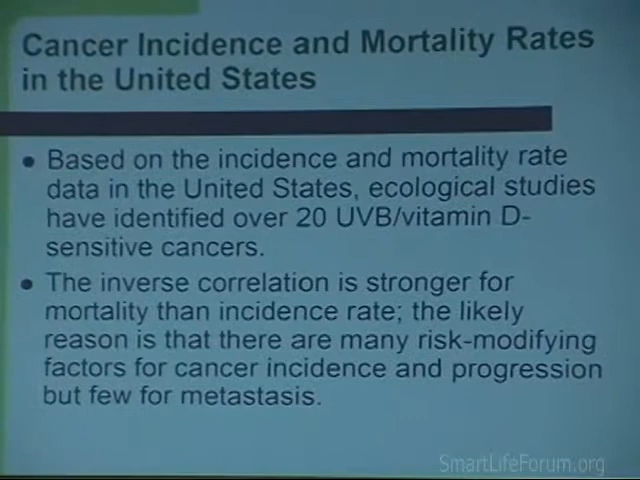 Cancer Incidence and Mortality Rates
in the United States
● Based on the incidence and mortality rate
data in the United States, ecological studies
have identified over 20 UVB/vitamin D-
sensitive cancers.
● The inverse correlation is stronger for
mortality than incidence rate; the likely
reason is that there are many risk-modifying
factors for cancer incidence and progression
but few for metastasis.
SmartLifeForum.org